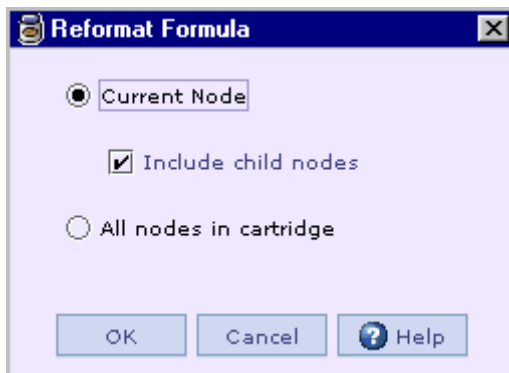 Reformat Formula
Current Node
Include child nodes
All nodes in cartridge
OK Cancel Help